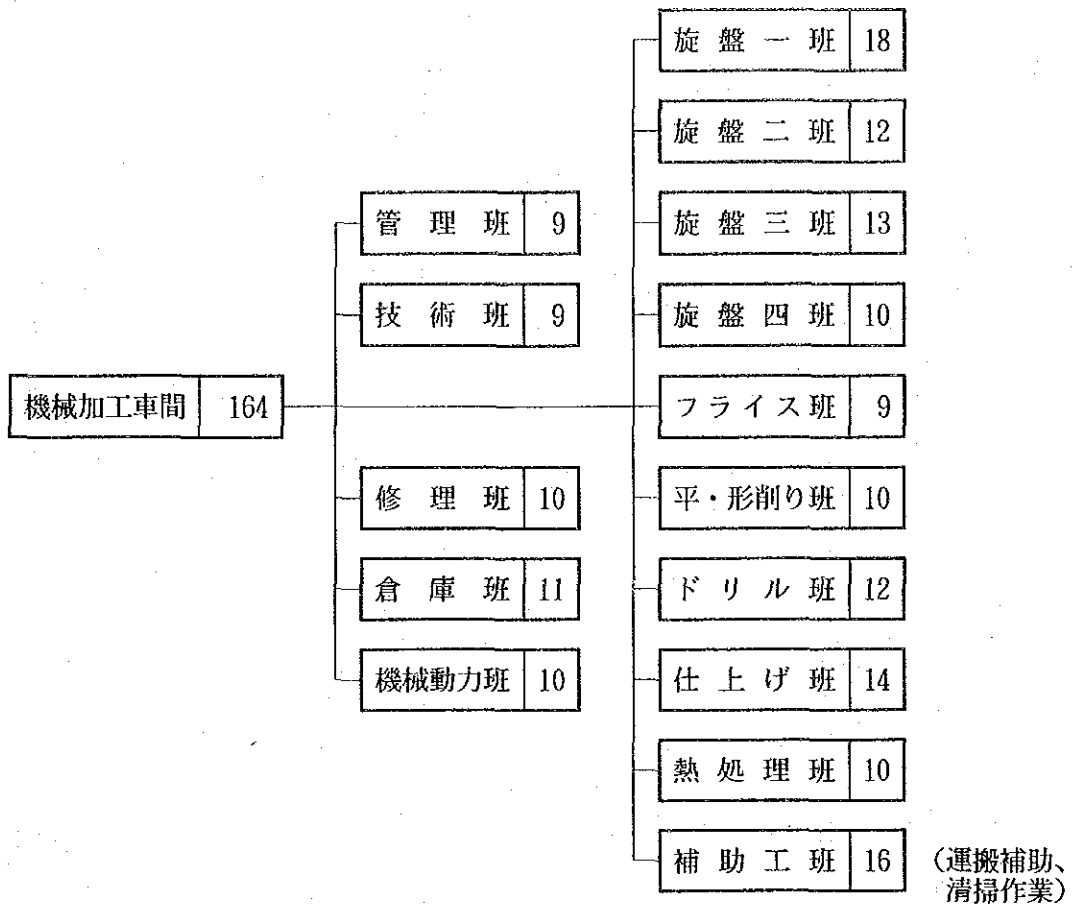 機械加工車間 164
管理班 9
技術班 9
修理班 10
倉庫班 11
機械動力班 10
旋盤一班 18
旋盤二班 12
旋盤三班 13
旋盤四班 10
フライス班 9
平・形削り班 10
ドリル班 12
仕上げ班 14
熱処理班 10
補助工班 16
(運搬補助、
清掃作業)